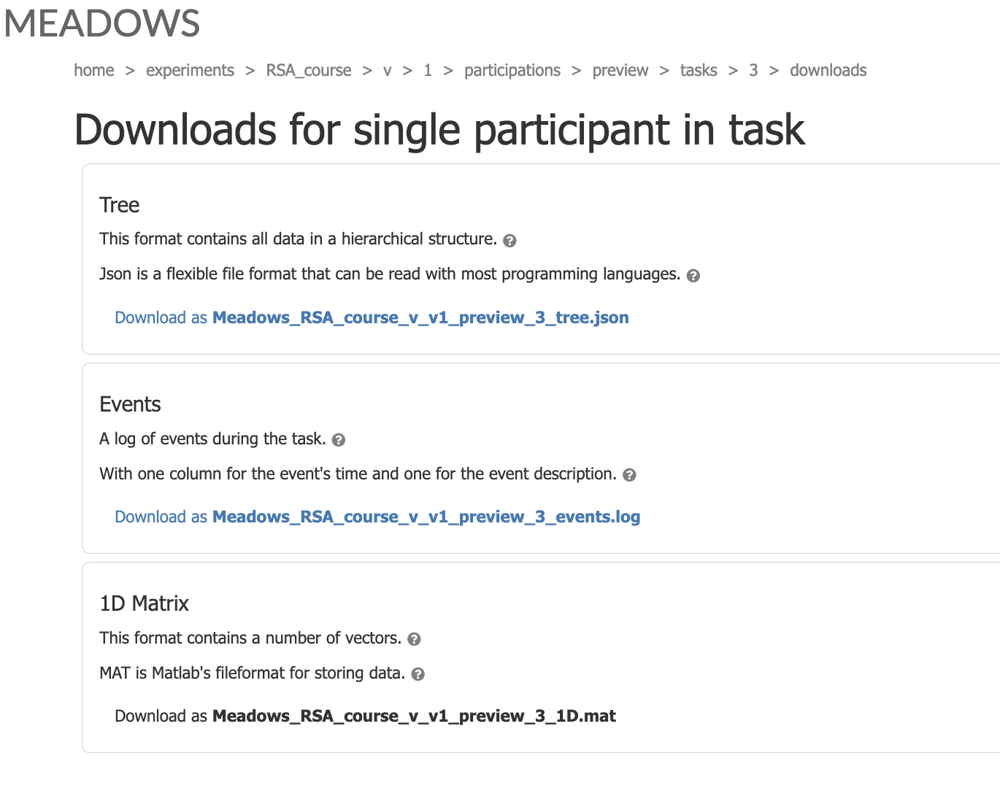 MEADOWS
home > experiments > RSA_course > v > 1 > participations > preview > tasks > 3 > downloads
Downloads for single participant in task
Tree
This format contains all data in a hierarchical structure. ?
Json is a flexible file format that can be read with most programming languages. ?
Download as Meadows_RSA_course_v_v1_preview_3_tree.json
Events
A log of events during the task. ?
With one column for the event's time and one for the event description. ?
Download as Meadows_RSA_course_v_v1_preview_3_events.log
1D Matrix
This format contains a number of vectors. ?
MAT is Matlab's fileformat for storing data. ?
Download as Meadows_RSA_course_v_v1_preview_3_1D.mat